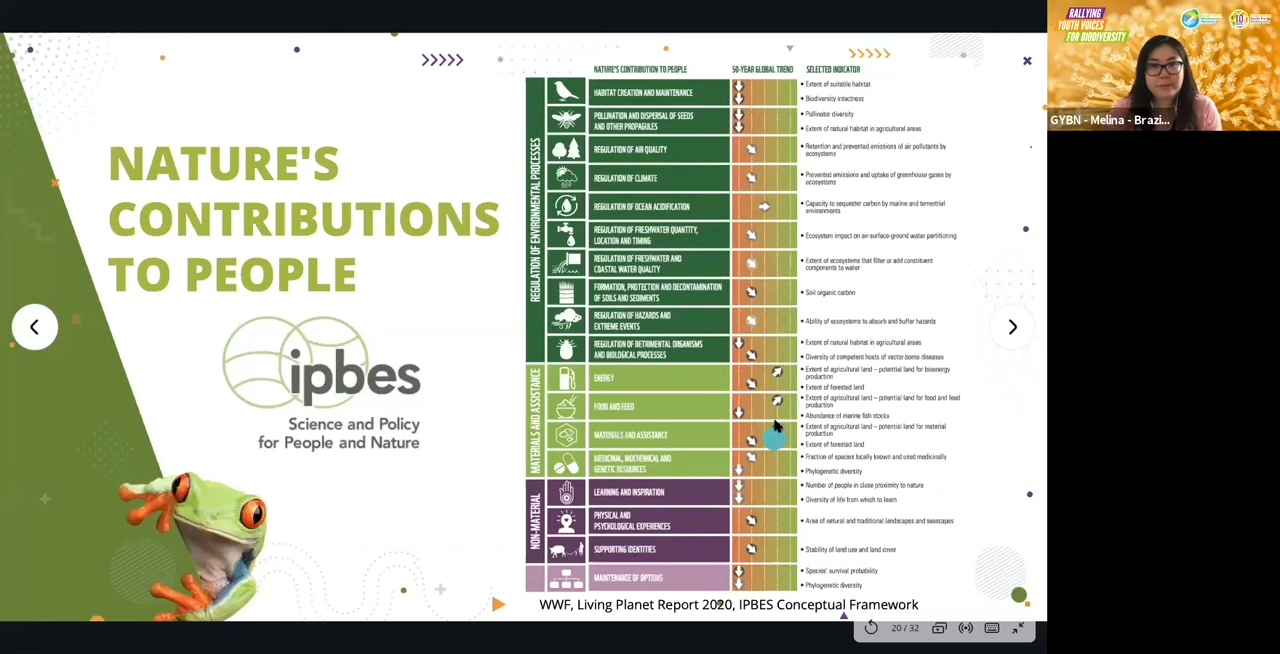 RALLYING
YOUTH VOICES
FOR BIODIVERSITY
GYBN - Melina - Brazi...
NATURE'S
CONTRIBUTIONS
TO PEOPLE
ipbes
Science and Policy
for People and Nature
NATURE'S CONTRIBUTION TO PEOPLE
50-YEAR GLOBAL TREND
SELECTED INDICATOR
REGULATION OF ENVIRONMENTAL PROCESSES
HABITAT CREATION AND MAINTENANCE
• Extent of suitable habitat
• Biodiversity intactness
POLLINATION AND DISPERSAL OF SEEDS
AND OTHER PROPAGULES
• Pollinator diversity
• Extent of natural habitat in agricultural areas
REGULATION OF AIR QUALITY
• Retention and prevented emissions of air pollutants by
ecosystems
REGULATION OF CLIMATE
• Prevented emissions and uptake of greenhouse gases by
ecosystems
REGULATION OF OCEAN ACIDIFICATION
• Capacity to sequester carbon by marine and terrestrial
environments
REGULATION OF FRESHWATER QUANTITY,
LOCATION AND TIMING
• Ecosystem impact on air-surface-ground water partitioning
REGULATION OF FRESHWATER AND
COASTAL WATER QUALITY
• Extent of ecosystems that filter or add constituent
components to water
FORMATION, PROTECTION AND DECONTAMINATION
OF SOILS AND SEDIMENTS
• Soil organic carbon
REGULATION OF HAZARDS AND
EXTREME EVENTS
• Ability of ecosystems to absorb and buffer hazards
REGULATION OF DETRIMENTAL ORGANISMS
AND BIOLOGICAL PROCESSES
• Extent of natural habitat in agricultural areas
• Diversity of competent hosts of vector-borne diseases
MATERIALS AND ASSISTANCE
ENERGY
• Extent of agricultural land – potential land for bioenergy
production
• Extent of forested land
FOOD AND FEED
• Extent of agricultural land – potential land for food and feed
production
• Abundance of marine fish stocks
MATERIALS AND ASSISTANCE
• Extent of agricultural land – potential land for material
production
• Extent of forested land
MEDICINAL, BIOCHEMICAL AND
GENETIC RESOURCES
• Fraction of species locally known and used medicinally
• Phylogenetic diversity
NON-MATERIAL
LEARNING AND INSPIRATION
• Number of people in close proximity to nature
• Diversity of life from which to learn
PHYSICAL AND
PSYCHOLOGICAL EXPERIENCES
• Area of natural and traditional landscapes and seascapes
SUPPORTING IDENTITIES
• Stability of land use and land cover
MAINTENANCE OF OPTIONS
• Species' survival probability
• Phylogenetic diversity
WWF, Living Planet Report 2020, IPBES Conceptual Framework
20 / 32